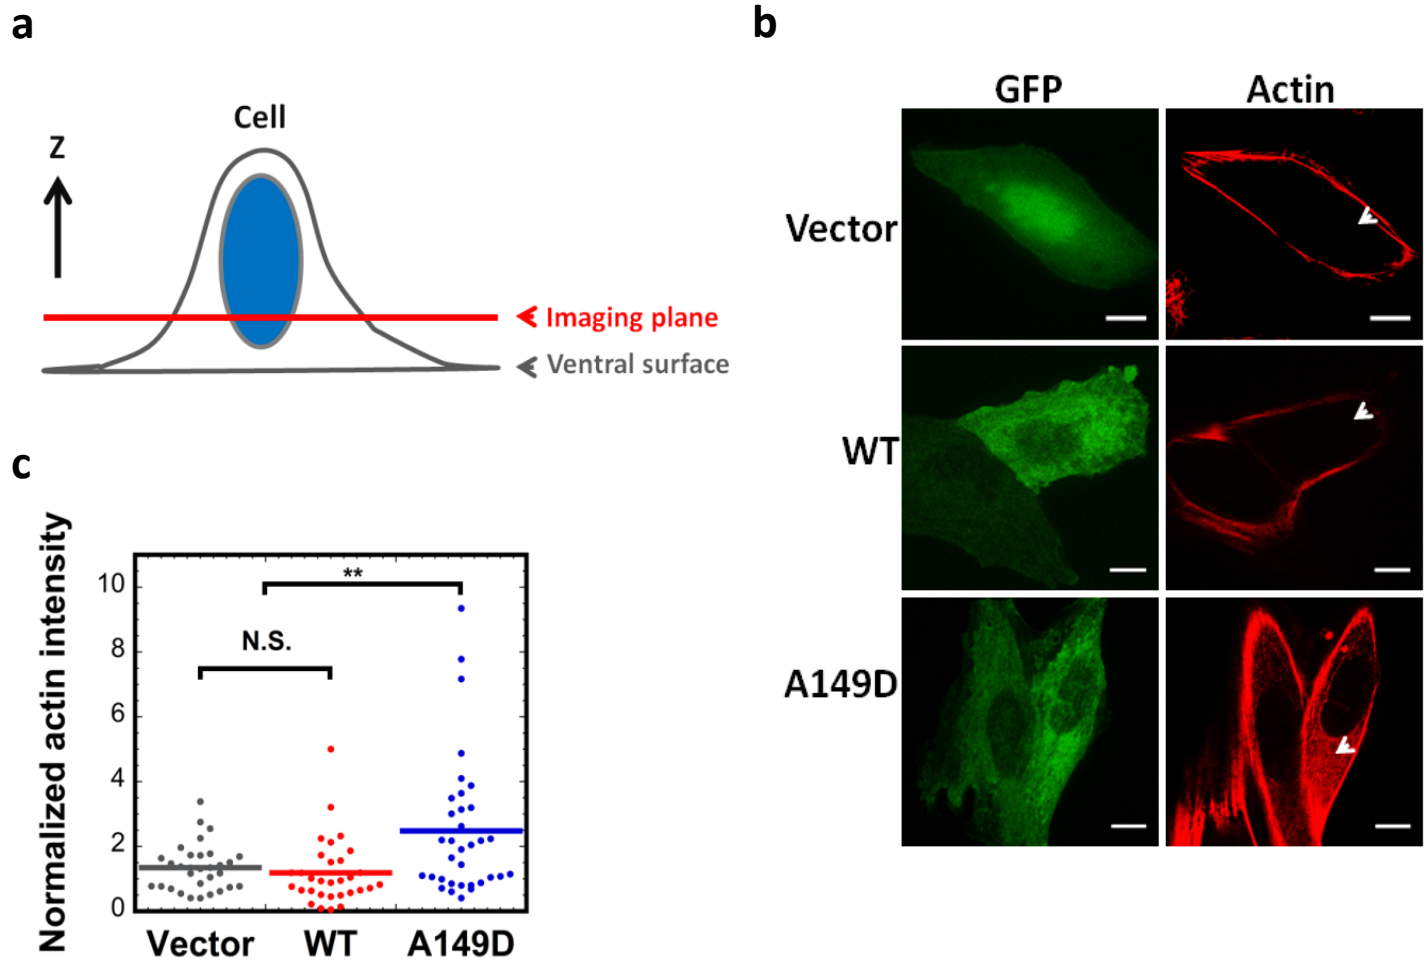 a
Cell
Z
Imaging plane
Ventral surface
b
GFP Actin
Vector
WT
A149D
c
Normalized actin intensity
10
8
6
4
2
0
**
N.S.
Vector WT A149D